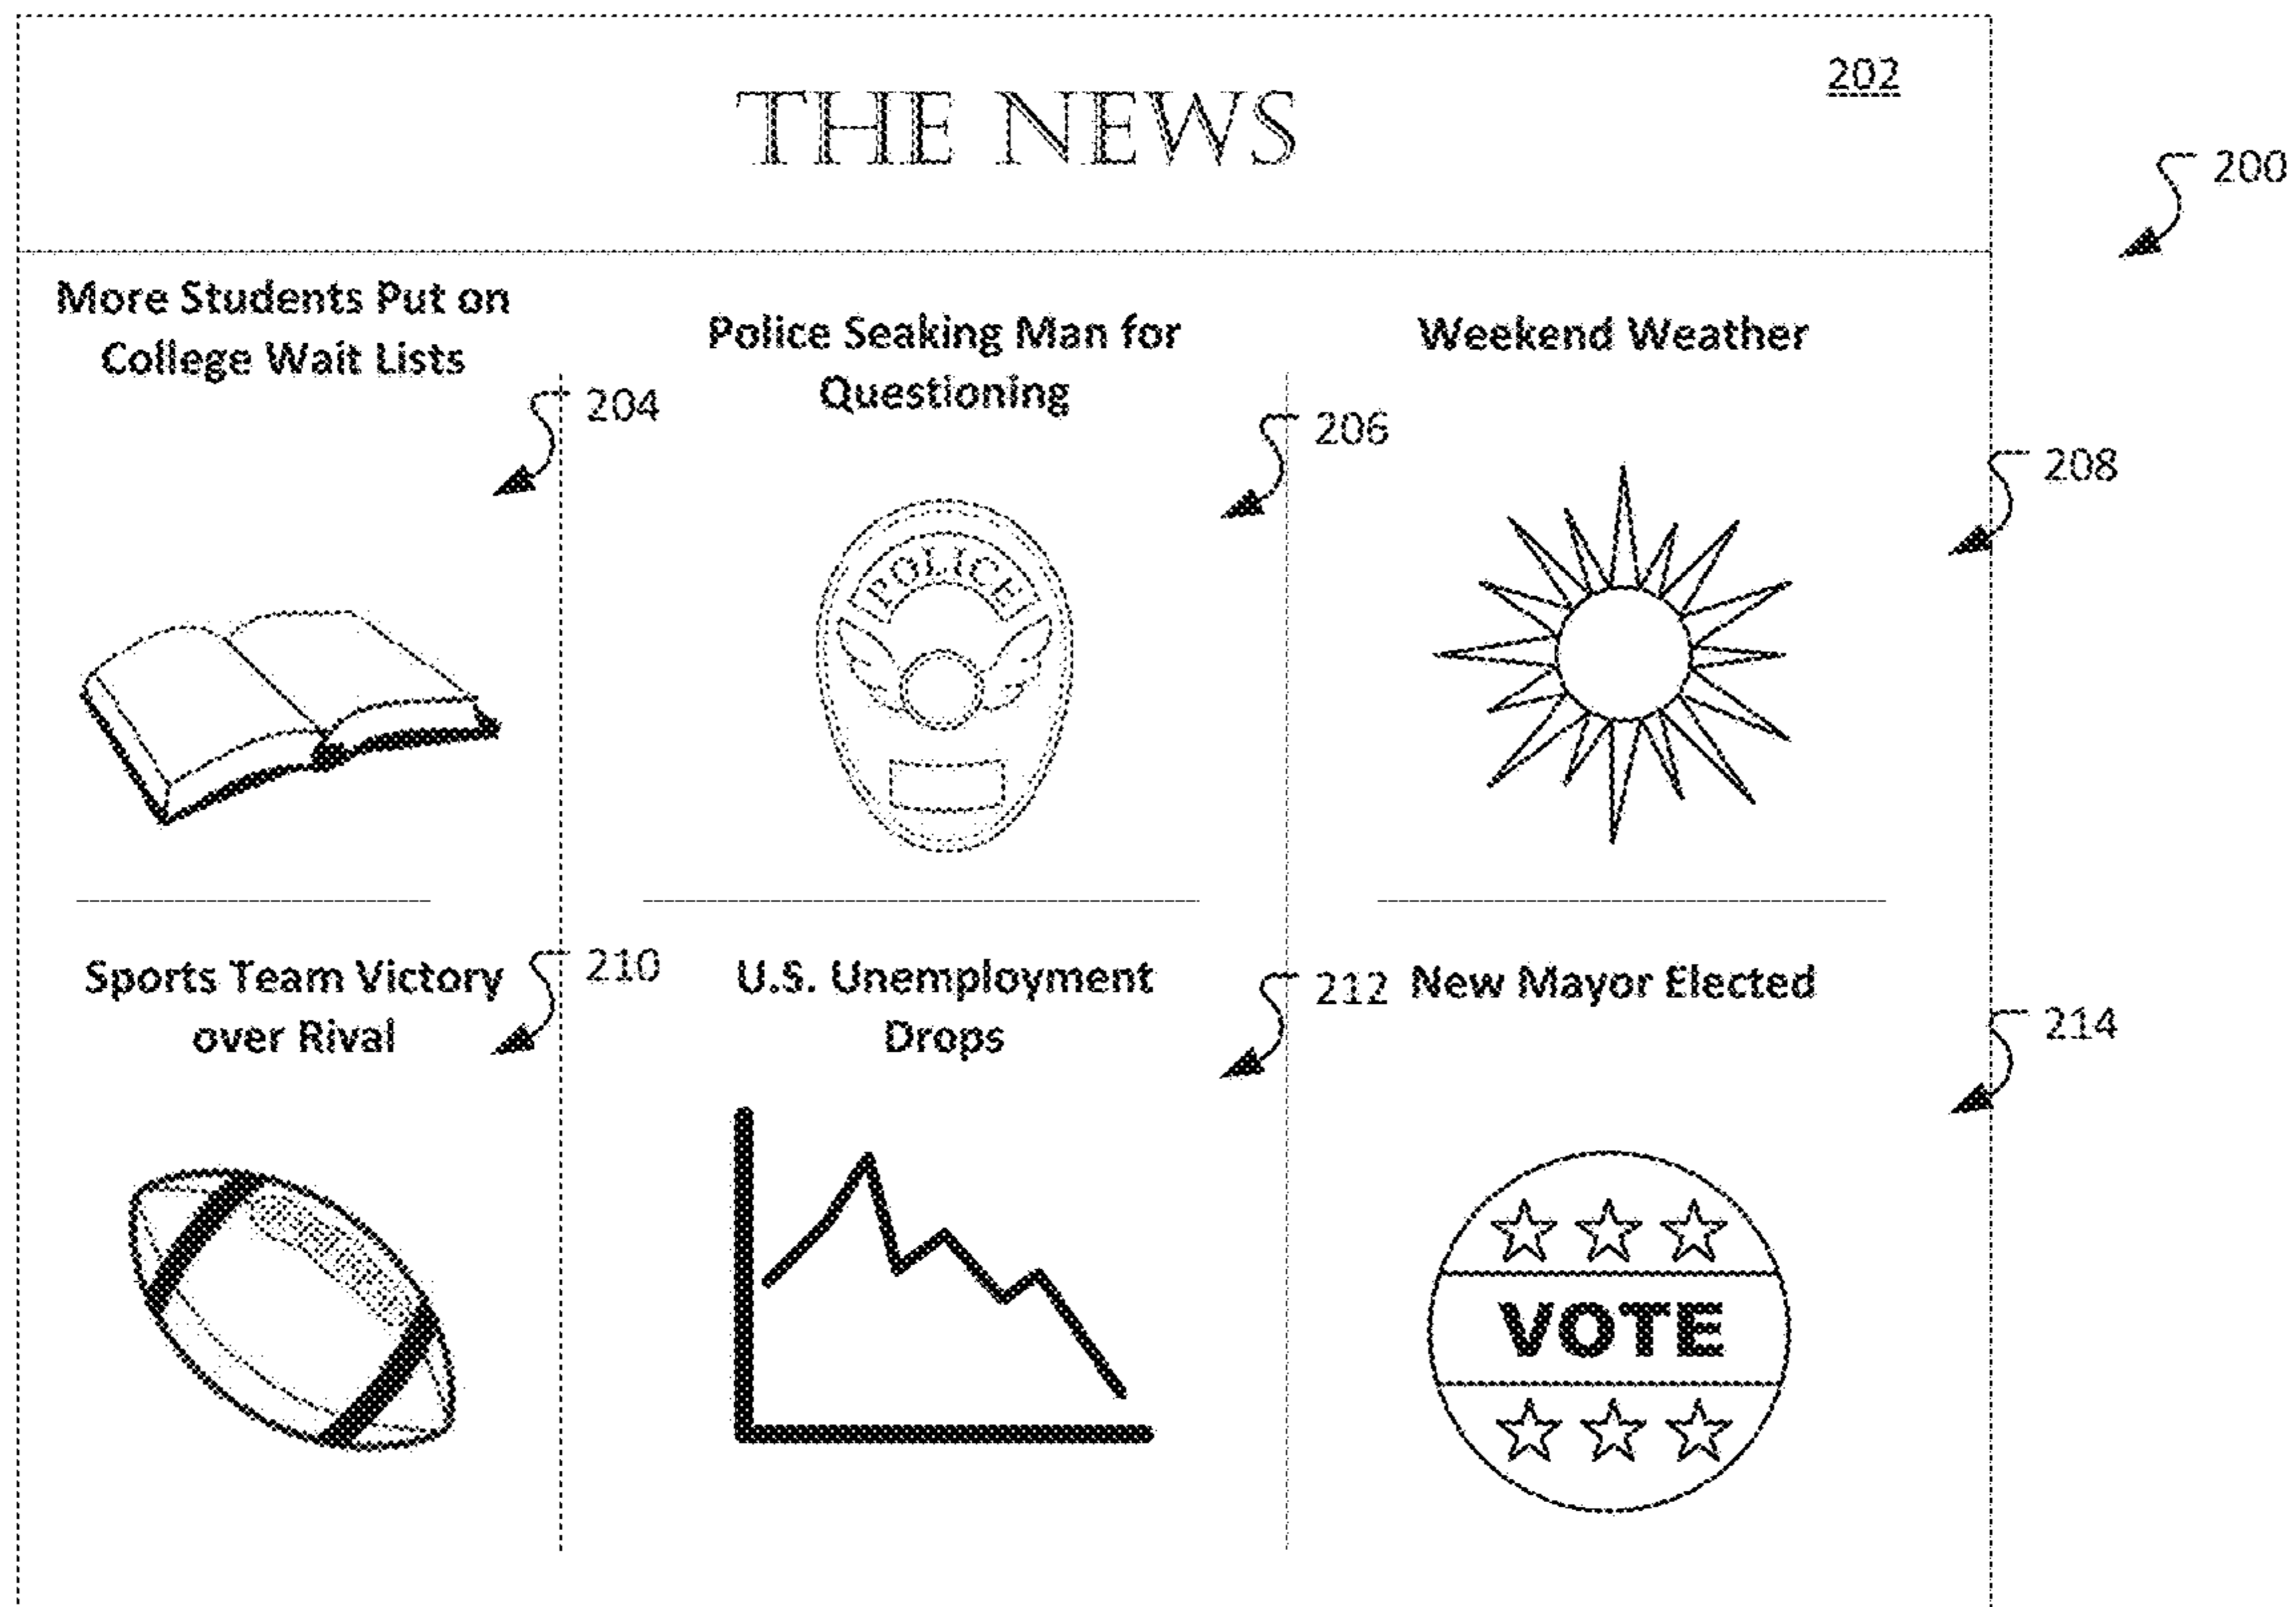 202
THE NEWS
200
More Students Put on
College Wait Lists
204
Police Seaking Man for
Questioning
206
Weekend Weather
208
POLICE
Sports Team Victory
over Rival
210
U.S. Unemployment
Drops
212
New Mayor Elected
214
VOTE